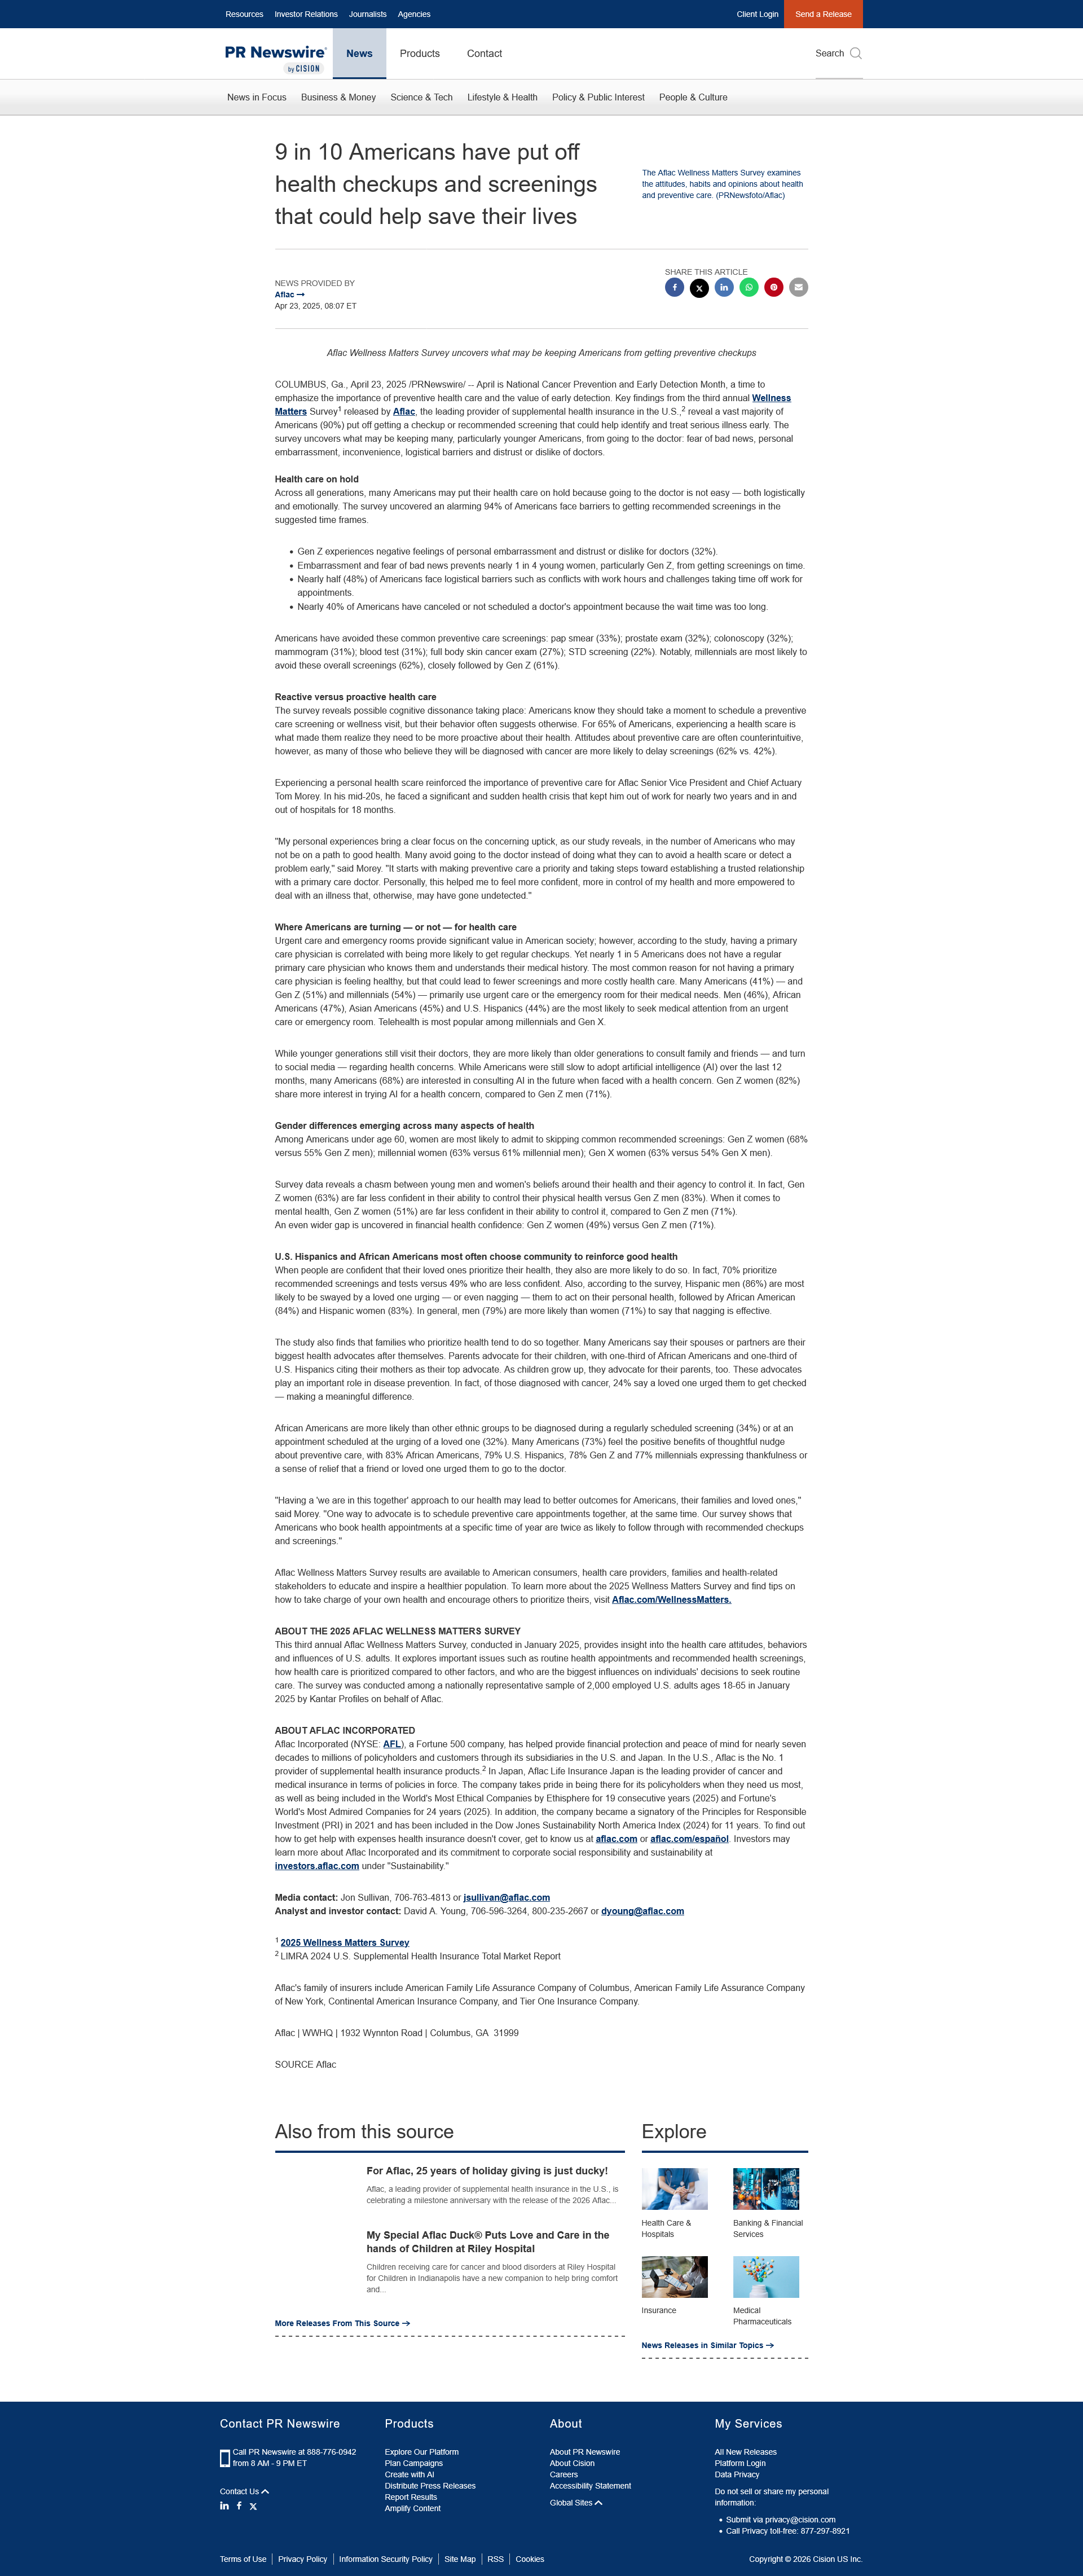 Resources Investor Relations Journalists Agencies Client Login Send a Release
PR Newswire®
by CISION
News Products Contact Search
News in Focus Business & Money Science & Tech Lifestyle & Health Policy & Public Interest People & Culture
9 in 10 Americans have put off
health checkups and screenings
that could help save their lives
The Aflac Wellness Matters Survey examines
the attitudes, habits and opinions about health
and preventive care. (PRNewsfoto/Aflac)
NEWS PROVIDED BY
Aflac →
Apr 23, 2025, 08:07 ET
SHARE THIS ARTICLE
Aflac Wellness Matters Survey uncovers what may be keeping Americans from getting preventive checkups
COLUMBUS, Ga., April 23, 2025 /PRNewswire/ -- April is National Cancer Prevention and Early Detection Month, a time to
emphasize the importance of preventive health care and the value of early detection. Key findings from the third annual Wellness
Matters Survey1 released by Aflac, the leading provider of supplemental health insurance in the U.S.,2 reveal a vast majority of
Americans (90%) put off getting a checkup or recommended screening that could help identify and treat serious illness early. The
survey uncovers what may be keeping many, particularly younger Americans, from going to the doctor: fear of bad news, personal
embarrassment, inconvenience, logistical barriers and distrust or dislike of doctors.
Health care on hold
Across all generations, many Americans may put their health care on hold because going to the doctor is not easy — both logistically
and emotionally. The survey uncovered an alarming 94% of Americans face barriers to getting recommended screenings in the
suggested time frames.
• Gen Z experiences negative feelings of personal embarrassment and distrust or dislike for doctors (32%).
• Embarrassment and fear of bad news prevents nearly 1 in 4 young women, particularly Gen Z, from getting screenings on time.
• Nearly half (48%) of Americans face logistical barriers such as conflicts with work hours and challenges taking time off work for
appointments.
• Nearly 40% of Americans have canceled or not scheduled a doctor's appointment because the wait time was too long.
Americans have avoided these common preventive care screenings: pap smear (33%); prostate exam (32%); colonoscopy (32%);
mammogram (31%); blood test (31%); full body skin cancer exam (27%); STD screening (22%). Notably, millennials are most likely to
avoid these overall screenings (62%), closely followed by Gen Z (61%).
Reactive versus proactive health care
The survey reveals possible cognitive dissonance taking place: Americans know they should take a moment to schedule a preventive
care screening or wellness visit, but their behavior often suggests otherwise. For 65% of Americans, experiencing a health scare is
what made them realize they need to be more proactive about their health. Attitudes about preventive care are often counterintuitive,
however, as many of those who believe they will be diagnosed with cancer are more likely to delay screenings (62% vs. 42%).
Experiencing a personal health scare reinforced the importance of preventive care for Aflac Senior Vice President and Chief Actuary
Tom Morey. In his mid-20s, he faced a significant and sudden health crisis that kept him out of work for nearly two years and in and
out of hospitals for 18 months.
"My personal experiences bring a clear focus on the concerning uptick, as our study reveals, in the number of Americans who may
not be on a path to good health. Many avoid going to the doctor instead of doing what they can to avoid a health scare or detect a
problem early," said Morey. "It starts with making preventive care a priority and taking steps toward establishing a trusted relationship
with a primary care doctor. Personally, this helped me to feel more confident, more in control of my health and more empowered to
deal with an illness that, otherwise, may have gone undetected."
Where Americans are turning — or not — for health care
Urgent care and emergency rooms provide significant value in American society; however, according to the study, having a primary
care physician is correlated with being more likely to get regular checkups. Yet nearly 1 in 5 Americans does not have a regular
primary care physician who knows them and understands their medical history. The most common reason for not having a primary
care physician is feeling healthy, but that could lead to fewer screenings and more costly health care. Many Americans (41%) — and
Gen Z (51%) and millennials (54%) — primarily use urgent care or the emergency room for their medical needs. Men (46%), African
Americans (47%), Asian Americans (45%) and U.S. Hispanics (44%) are the most likely to seek medical attention from an urgent
care or emergency room. Telehealth is most popular among millennials and Gen X.
While younger generations still visit their doctors, they are more likely than older generations to consult family and friends — and turn
to social media — regarding health concerns. While Americans were still slow to adopt artificial intelligence (AI) over the last 12
months, many Americans (68%) are interested in consulting AI in the future when faced with a health concern. Gen Z women (82%)
share more interest in trying AI for a health concern, compared to Gen Z men (71%).
Gender differences emerging across many aspects of health
Among Americans under age 60, women are most likely to admit to skipping common recommended screenings: Gen Z women (68%
versus 55% Gen Z men); millennial women (63% versus 61% millennial men); Gen X women (63% versus 54% Gen X men).
Survey data reveals a chasm between young men and women's beliefs around their health and their agency to control it. In fact, Gen
Z women (63%) are far less confident in their ability to control their physical health versus Gen Z men (83%). When it comes to
mental health, Gen Z women (51%) are far less confident in their ability to control it, compared to Gen Z men (71%).
An even wider gap is uncovered in financial health confidence: Gen Z women (49%) versus Gen Z men (71%).
U.S. Hispanics and African Americans most often choose community to reinforce good health
When people are confident that their loved ones prioritize their health, they also are more likely to do so. In fact, 70% prioritize
recommended screenings and tests versus 49% who are less confident. Also, according to the survey, Hispanic men (86%) are most
likely to be swayed by a loved one urging — or even nagging — them to act on their personal health, followed by African American
(84%) and Hispanic women (83%). In general, men (79%) are more likely than women (71%) to say that nagging is effective.
The study also finds that families who prioritize health tend to do so together. Many Americans say their spouses or partners are their
biggest health advocates after themselves. Parents advocate for their children, with one-third of African Americans and one-third of
U.S. Hispanics citing their mothers as their top advocate. As children grow up, they advocate for their parents, too. These advocates
play an important role in disease prevention. In fact, of those diagnosed with cancer, 24% say a loved one urged them to get checked
— making a meaningful difference.
African Americans are more likely than other ethnic groups to be diagnosed during a regularly scheduled screening (34%) or at an
appointment scheduled at the urging of a loved one (32%). Many Americans (73%) feel the positive benefits of thoughtful nudge
about preventive care, with 83% African Americans, 79% U.S. Hispanics, 78% Gen Z and 77% millennials expressing thankfulness or
a sense of relief that a friend or loved one urged them to go to the doctor.
"Having a 'we are in this together' approach to our health may lead to better outcomes for Americans, their families and loved ones,"
said Morey. "One way to advocate is to schedule preventive care appointments together, at the same time. Our survey shows that
Americans who book health appointments at a specific time of year are twice as likely to follow through with recommended checkups
and screenings."
Aflac Wellness Matters Survey results are available to American consumers, health care providers, families and health-related
stakeholders to educate and inspire a healthier population. To learn more about the 2025 Wellness Matters Survey and find tips on
how to take charge of your own health and encourage others to prioritize theirs, visit Aflac.com/WellnessMatters.
ABOUT THE 2025 AFLAC WELLNESS MATTERS SURVEY
This third annual Aflac Wellness Matters Survey, conducted in January 2025, provides insight into the health care attitudes, behaviors
and influences of U.S. adults. It explores important issues such as routine health appointments and recommended health screenings,
how health care is prioritized compared to other factors, and who are the biggest influences on individuals' decisions to seek routine
care. The survey was conducted among a nationally representative sample of 2,000 employed U.S. adults ages 18-65 in January
2025 by Kantar Profiles on behalf of Aflac.
ABOUT AFLAC INCORPORATED
Aflac Incorporated (NYSE: AFL), a Fortune 500 company, has helped provide financial protection and peace of mind for nearly seven
decades to millions of policyholders and customers through its subsidiaries in the U.S. and Japan. In the U.S., Aflac is the No. 1
provider of supplemental health insurance products.2 In Japan, Aflac Life Insurance Japan is the leading provider of cancer and
medical insurance in terms of policies in force. The company takes pride in being there for its policyholders when they need us most,
as well as being included in the World's Most Ethical Companies by Ethisphere for 19 consecutive years (2025) and Fortune's
World's Most Admired Companies for 24 years (2025). In addition, the company became a signatory of the Principles for Responsible
Investment (PRI) in 2021 and has been included in the Dow Jones Sustainability North America Index (2024) for 11 years. To find out
how to get help with expenses health insurance doesn't cover, get to know us at aflac.com or aflac.com/español. Investors may
learn more about Aflac Incorporated and its commitment to corporate social responsibility and sustainability at
investors.aflac.com under "Sustainability."
Media contact: Jon Sullivan, 706-763-4813 or jsullivan@aflac.com
Analyst and investor contact: David A. Young, 706-596-3264, 800-235-2667 or dyoung@aflac.com
1 2025 Wellness Matters Survey
2 LIMRA 2024 U.S. Supplemental Health Insurance Total Market Report
Aflac's family of insurers include American Family Life Assurance Company of Columbus, American Family Life Assurance Company
of New York, Continental American Insurance Company, and Tier One Insurance Company.
Aflac | WWHQ | 1932 Wynnton Road | Columbus, GA 31999
SOURCE Aflac
Also from this source
For Aflac, 25 years of holiday giving is just ducky!
Aflac, a leading provider of supplemental health insurance in the U.S., is
celebrating a milestone anniversary with the release of the 2026 Aflac...
My Special Aflac Duck® Puts Love and Care in the
hands of Children at Riley Hospital
Children receiving care for cancer and blood disorders at Riley Hospital
for Children in Indianapolis have a new companion to help bring comfort
and...
More Releases From This Source →
Explore
Health Care &
Hospitals
Banking & Financial
Services
Insurance
Medical
Pharmaceuticals
News Releases in Similar Topics →
Contact PR Newswire
Call PR Newswire at 888-776-0942
from 8 AM - 9 PM ET
Contact Us
Products
Explore Our Platform
Plan Campaigns
Create with AI
Distribute Press Releases
Report Results
Amplify Content
About
About PR Newswire
About Cision
Careers
Accessibility Statement
Global Sites
My Services
All New Releases
Platform Login
Data Privacy
Do not sell or share my personal
information:
• Submit via privacy@cision.com
• Call Privacy toll-free: 877-297-8921
Terms of Use Privacy Policy Information Security Policy Site Map RSS Cookies Copyright © 2026 Cision US Inc.